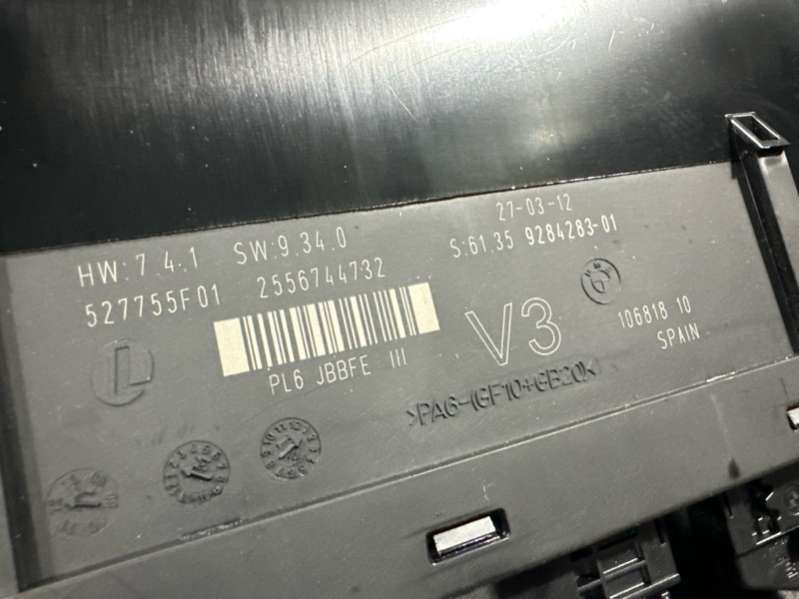 27-03-12
HW:7.4.1 SW:9.34.0 S:61.35 9284283-01
527755F01 2556744732
PL6 JBBFE III
V3
106818 10
SPAIN
>PA6-(GF10+GB20)<